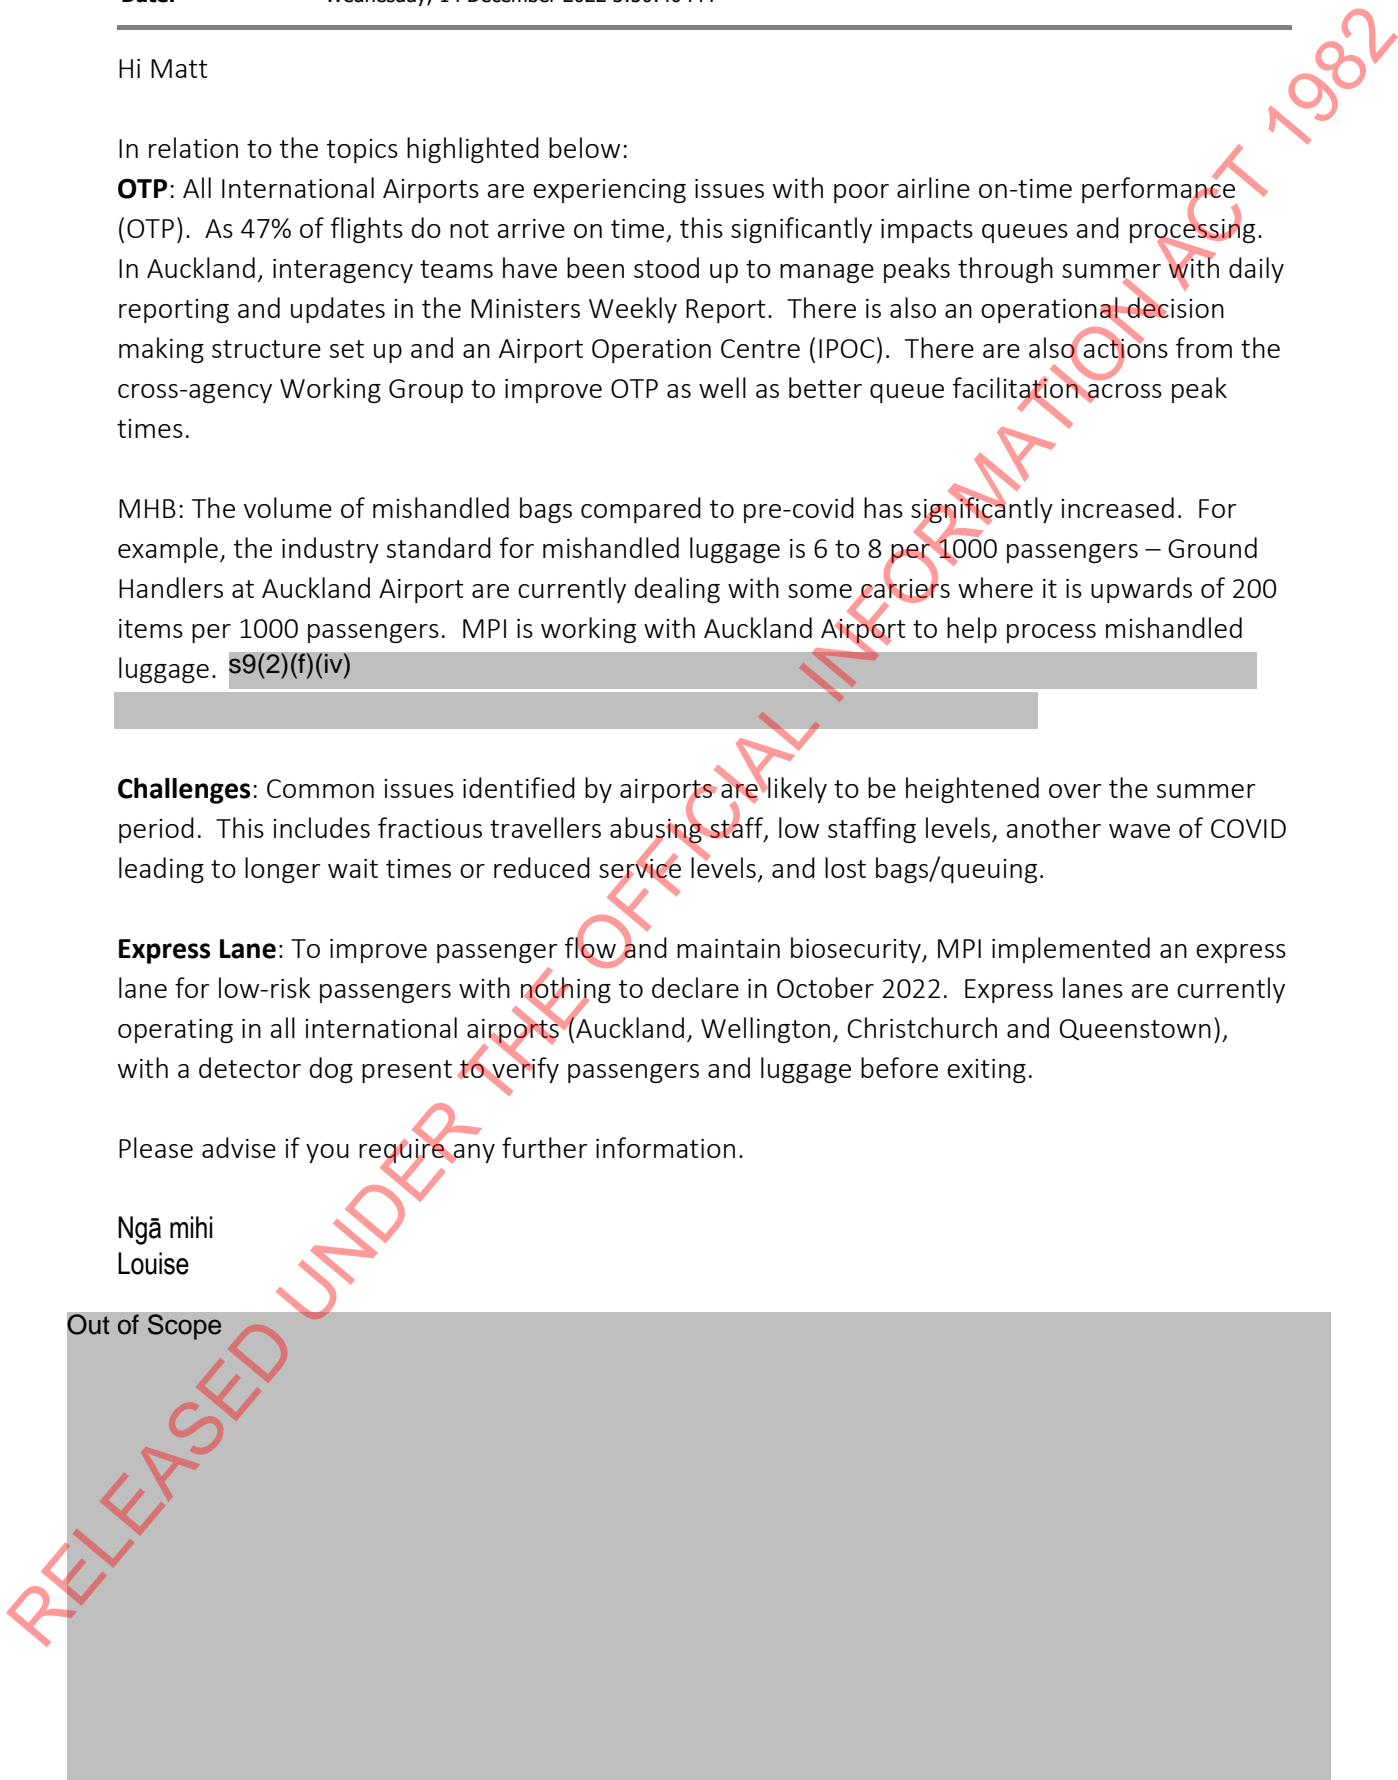 Hi Matt
In relation to the topics highlighted below:
OTP: All International Airports are experiencing issues with poor airline on-time performance
(OTP).  As 47% of flights do not arrive on time, this significantly impacts queues and processing.
In Auckland, interagency teams have been stood up to manage peaks through summer with daily
reporting and updates in the Ministers Weekly Report.  There is also an operational decision
making structure set up and an Airport Operation Centre (IPOC).  There are also actions from the
cross-agency Working Group to improve OTP as well as better queue facilitation across peak
times.
MHB: The volume of mishandled bags compared to pre-covid has significantly increased.  For
example, the industry standard for mishandled luggage is 6 to 8 per 1000 passengers – Ground
Handlers at Auckland Airport are currently dealing with some carriers where it is upwards of 200
items per 1000 passengers.  MPI is working with Auckland Airport to help process mishandled
luggage. s9(2)(f)(iv)
Challenges: Common issues identified by airports are likely to be heightened over the summer
period.  This includes fractious travellers abusing staff, low staffing levels, another wave of COVID
leading to longer wait times or reduced service levels, and lost bags/queuing.
Express Lane: To improve passenger flow and maintain biosecurity, MPI implemented an express
lane for low-risk passengers with nothing to declare in October 2022.  Express lanes are currently
operating in all international airports (Auckland, Wellington, Christchurch and Queenstown),
with a detector dog present to verify passengers and luggage before exiting.
Please advise if you require any further information.
Ngā mihi
Louise
Out of Scope
RELEASED UNDER THE OFFICIAL INFORMATION ACT 1982